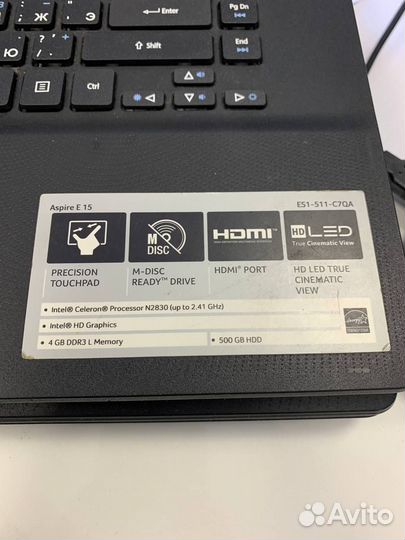 Ж
Э
Enter
Pg Dn
Ю
Shift
End
Ctrl
Aspire E 15
ES1-511-C7QA
M DISC
HDMI
HD LED
True Cinematic View
PRECISION TOUCHPAD
M-DISC READY™ DRIVE
HDMI® PORT
HD LED TRUE CINEMATIC VIEW
• Intel® Celeron® Processor N2830 (up to 2.41 GHz)
• Intel® HD Graphics
• 4 GB DDR3 L Memory
• 500 GB HDD
Avito